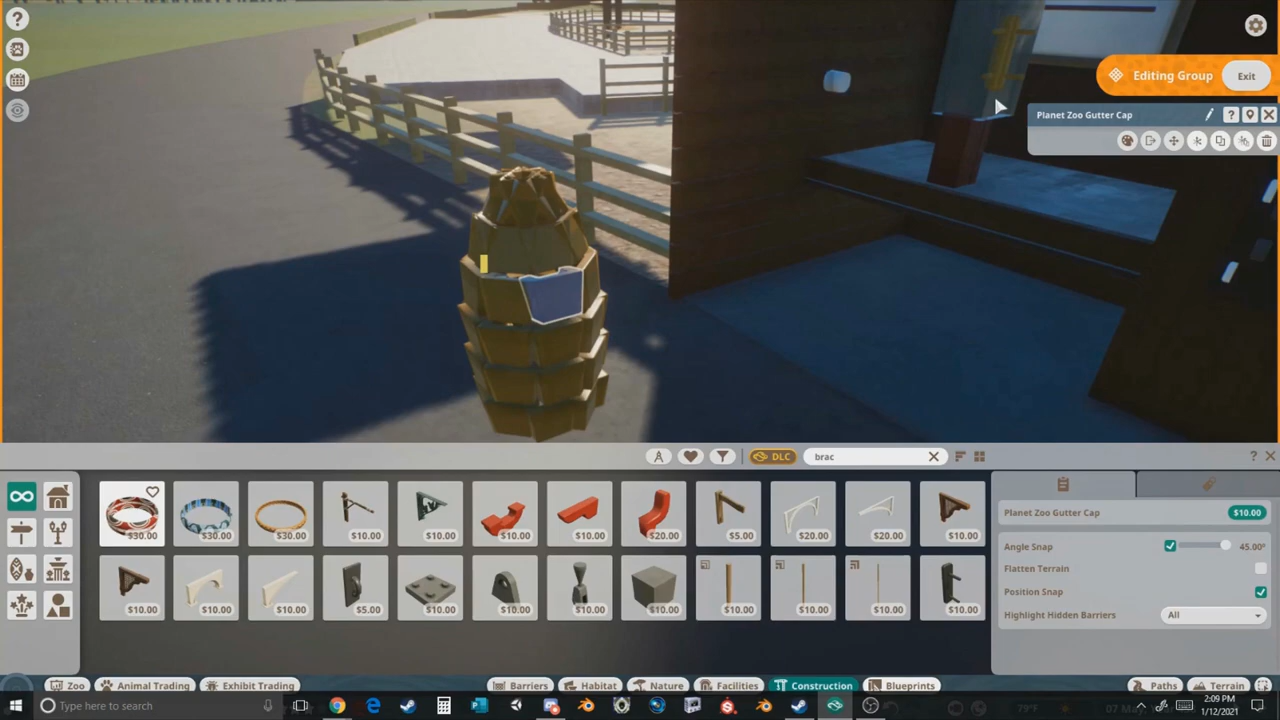 ?
Editing Group Exit
Planet Zoo Gutter Cap
?
DLC brac
?
$30.00 $30.00 $30.00 $10.00 $10.00 $10.00 $10.00 $20.00 $5.00 $20.00 $20.00 $10.00
Planet Zoo Gutter Cap $10.00
Angle Snap 45.00°
Flatten Terrain
Position Snap
Highlight Hidden Barriers All
$10.00 $10.00 $10.00 $5.00 $10.00 $10.00 $10.00 $10.00 $10.00 $10.00 $10.00 $10.00
Zoo Animal Trading Exhibit Trading Barriers Habitat Nature Facilities Construction Blueprints Paths Terrain
Type here to search
2:09 PM
1/12/2021